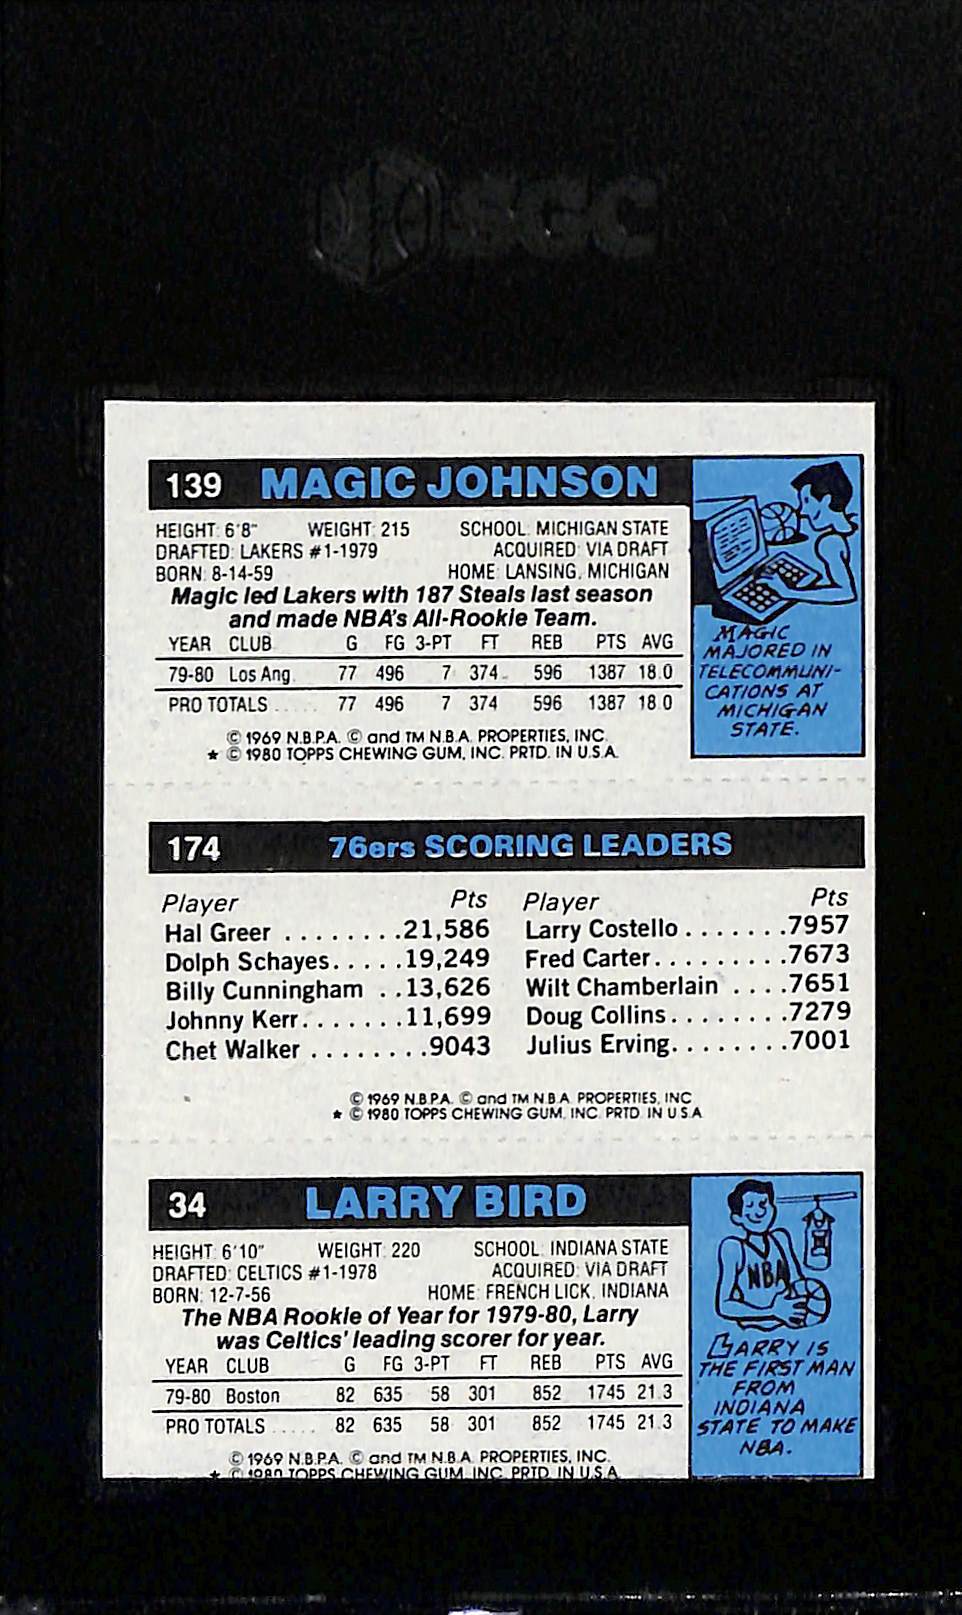 SGC
139 MAGIC JOHNSON
HEIGHT: 6'8" WEIGHT: 215 SCHOOL: MICHIGAN STATE
DRAFTED: LAKERS #1-1979 ACQUIRED: VIA DRAFT
BORN: 8-14-59 HOME: LANSING, MICHIGAN
Magic led Lakers with 187 Steals last season
and made NBA's All-Rookie Team.
YEAR CLUB G FG 3-PT FT REB PTS AVG
79-80 Los Ang. 77 496 7 374 596 1387 18.0
PRO TOTALS ..... 77 496 7 374 596 1387 18.0
© 1969 N.B.P.A. © and TM N.B.A. PROPERTIES, INC.
★ © 1980 TOPPS CHEWING GUM, INC. PRTD. IN U.S.A.
MAGIC
MAJORED IN
TELECOMMUNI-
CATIONS AT
MICHIGAN
STATE.
174 76ers SCORING LEADERS
Player Pts Player Pts
Hal Greer ........21,586 Larry Costello.......7957
Dolph Schayes.....19,249 Fred Carter.........7673
Billy Cunningham ..13,626 Wilt Chamberlain ....7651
Johnny Kerr.......11,699 Doug Collins........7279
Chet Walker ........9043 Julius Erving.......7001
© 1969 N.B.P.A. © and TM N.B.A. PROPERTIES, INC
★ © 1980 TOPPS CHEWING GUM, INC. PRTD. IN U.S.A
34 LARRY BIRD
HEIGHT: 6'10" WEIGHT: 220 SCHOOL: INDIANA STATE
DRAFTED: CELTICS #1-1978 ACQUIRED: VIA DRAFT
BORN: 12-7-56 HOME: FRENCH LICK, INDIANA
The NBA Rookie of Year for 1979-80, Larry
was Celtics' leading scorer for year.
YEAR CLUB G FG 3-PT FT REB PTS AVG
79-80 Boston 82 635 58 301 852 1745 21.3
PRO TOTALS ..... 82 635 58 301 852 1745 21.3
© 1969 N.B.P.A. © and TM N.B.A. PROPERTIES, INC.
★ © 1980 TOPPS CHEWING GUM, INC. PRTD. IN U.S.A.
NBA
LARRY IS
THE FIRST MAN
FROM
INDIANA
STATE TO MAKE
NBA.